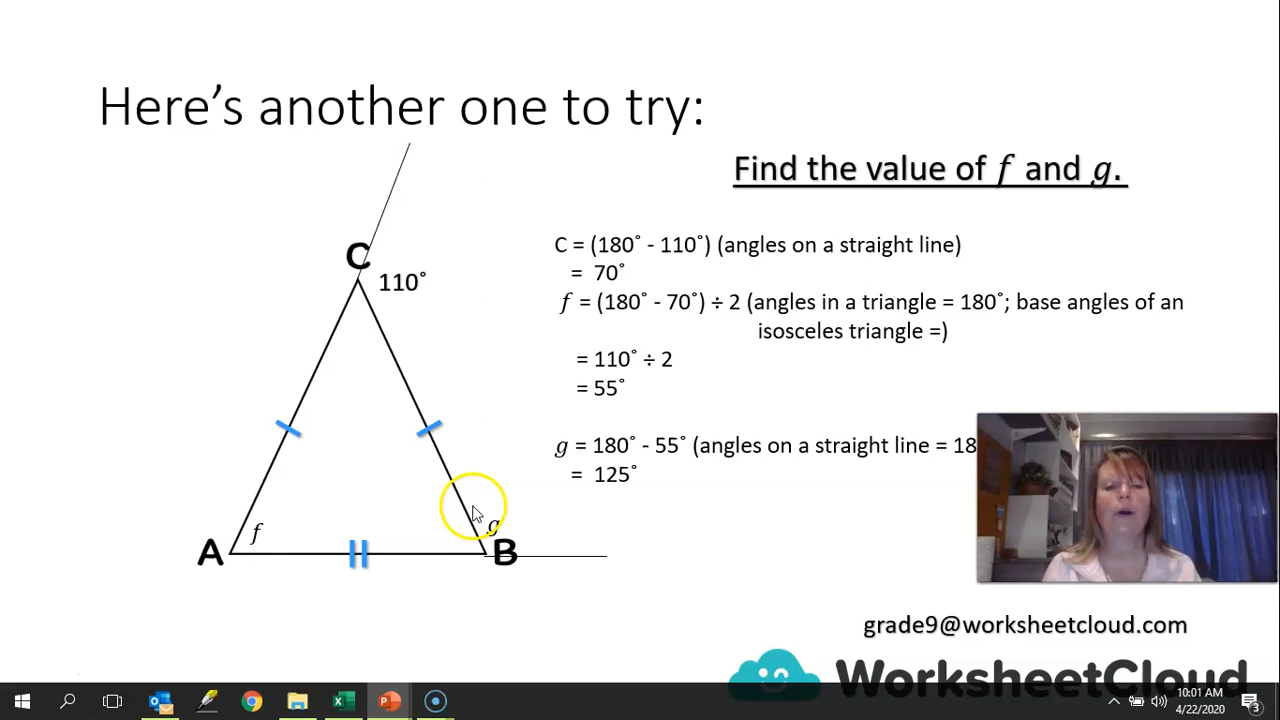 Here's another one to try:
Find the value of f and g.
C
110˚
f
g
A
B
C = (180˚ - 110˚) (angles on a straight line)
= 70˚
f = (180˚ - 70˚) ÷ 2 (angles in a triangle = 180˚; base angles of an
isosceles triangle =)
= 110˚ ÷ 2
= 55˚
g = 180˚ - 55˚ (angles on a straight line = 18
= 125˚
grade9@worksheetcloud.com
WorksheetCloud
10:01 AM
4/22/2020
3